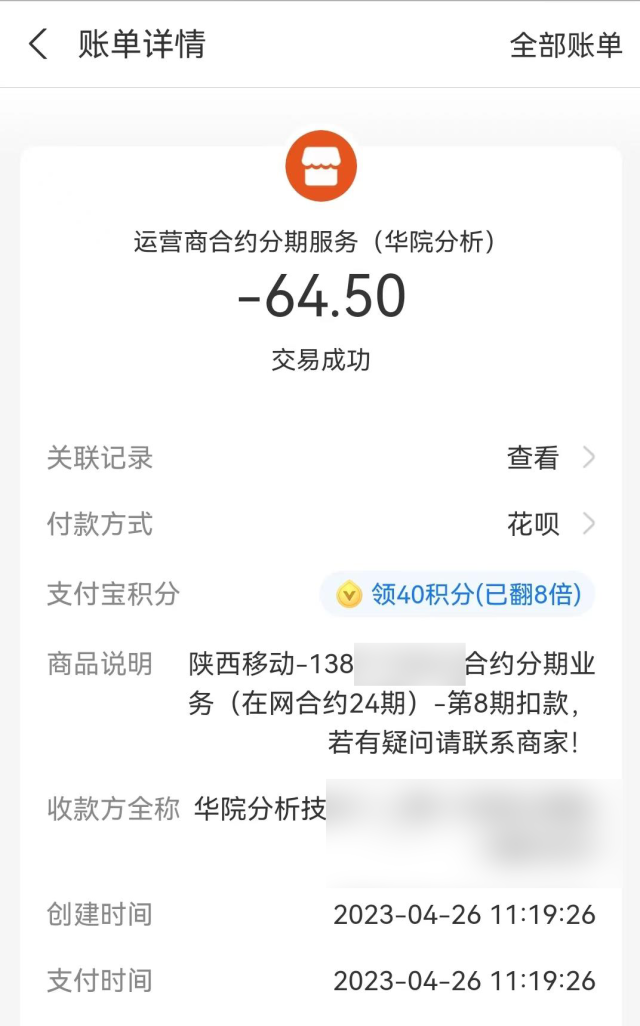 账单详情
全部账单
运营商合约分期服务（华院分析）
-64.50
交易成功
关联记录 查看
付款方式 花呗
支付宝积分 领40积分(已翻8倍)
商品说明 陕西移动-138 合约分期业
务（在网合约24期）-第8期扣款，
若有疑问请联系商家！
收款方全称 华院分析技
创建时间 2023-04-26 11:19:26
支付时间 2023-04-26 11:19:26